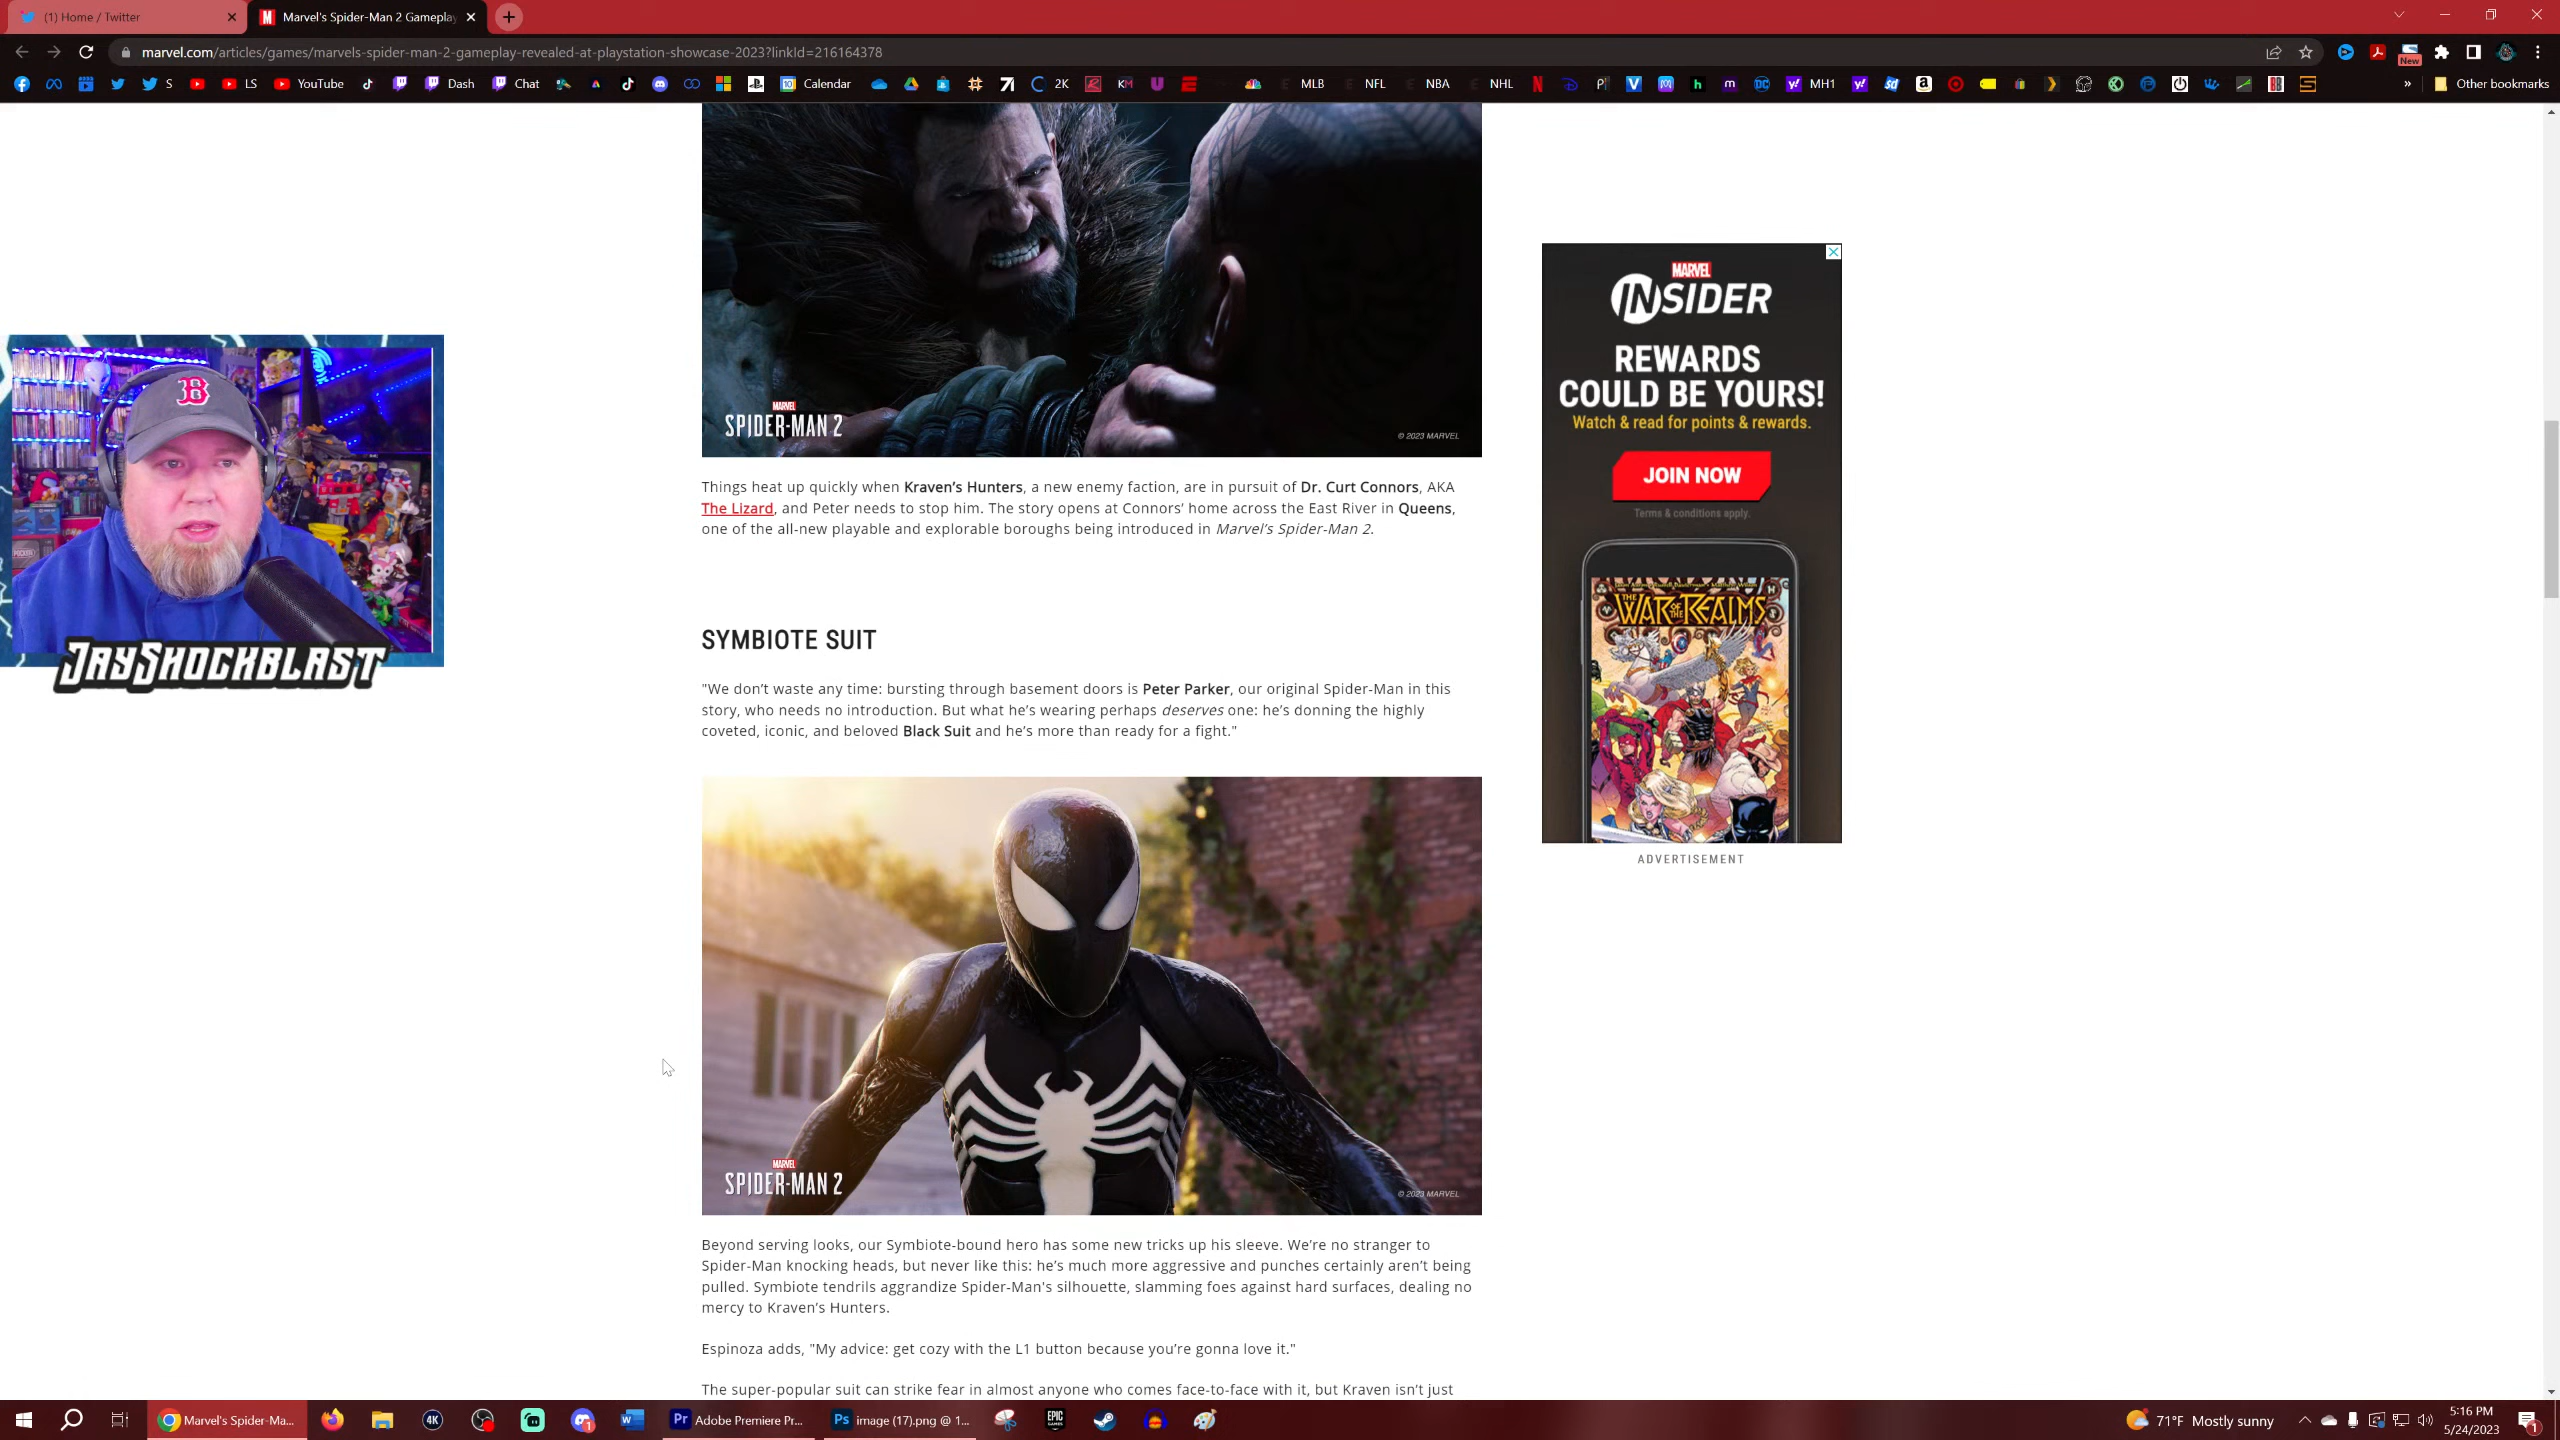 (1) Home / Twitter
Marvel's Spider-Man 2 Gameplay
marvel.com/articles/games/marvels-spider-man-2-gameplay-revealed-at-playstation-showcase-2023?linkId=216164378
New
S
LS
YouTube
Dash
Chat
Calendar
2K
MLB
NFL
NBA
NHL
MH1
Other bookmarks
MARVEL
SPIDER-MAN 2
© 2023 MARVEL
Things heat up quickly when Kraven’s Hunters, a new enemy faction, are in pursuit of Dr. Curt Connors, AKA
The Lizard, and Peter needs to stop him. The story opens at Connors’ home across the East River in Queens,
one of the all-new playable and explorable boroughs being introduced in Marvel’s Spider-Man 2.
SYMBIOTE SUIT
"We don’t waste any time: bursting through basement doors is Peter Parker, our original Spider-Man in this
story, who needs no introduction. But what he’s wearing perhaps deserves one: he’s donning the highly
coveted, iconic, and beloved Black Suit and he’s more than ready for a fight."
MARVEL
SPIDER-MAN 2
© 2023 MARVEL
Beyond serving looks, our Symbiote-bound hero has some new tricks up his sleeve. We’re no stranger to
Spider-Man knocking heads, but never like this: he’s much more aggressive and punches certainly aren’t being
pulled. Symbiote tendrils aggrandize Spider-Man's silhouette, slamming foes against hard surfaces, dealing no
mercy to Kraven’s Hunters.
Espinoza adds, "My advice: get cozy with the L1 button because you’re gonna love it."
The super-popular suit can strike fear in almost anyone who comes face-to-face with it, but Kraven isn’t just
MARVEL
INSIDER
REWARDS
COULD BE YOURS!
Watch & read for points & rewards.
JOIN NOW
Terms & conditions apply.
THE WAR OF THE REALMS
ADVERTISEMENT
B
JAYSHOCKBLAST
Marvel's Spider-Ma...
Adobe Premiere Pr...
image (17).png @ 1...
71°F Mostly sunny
5:16 PM
5/24/2023